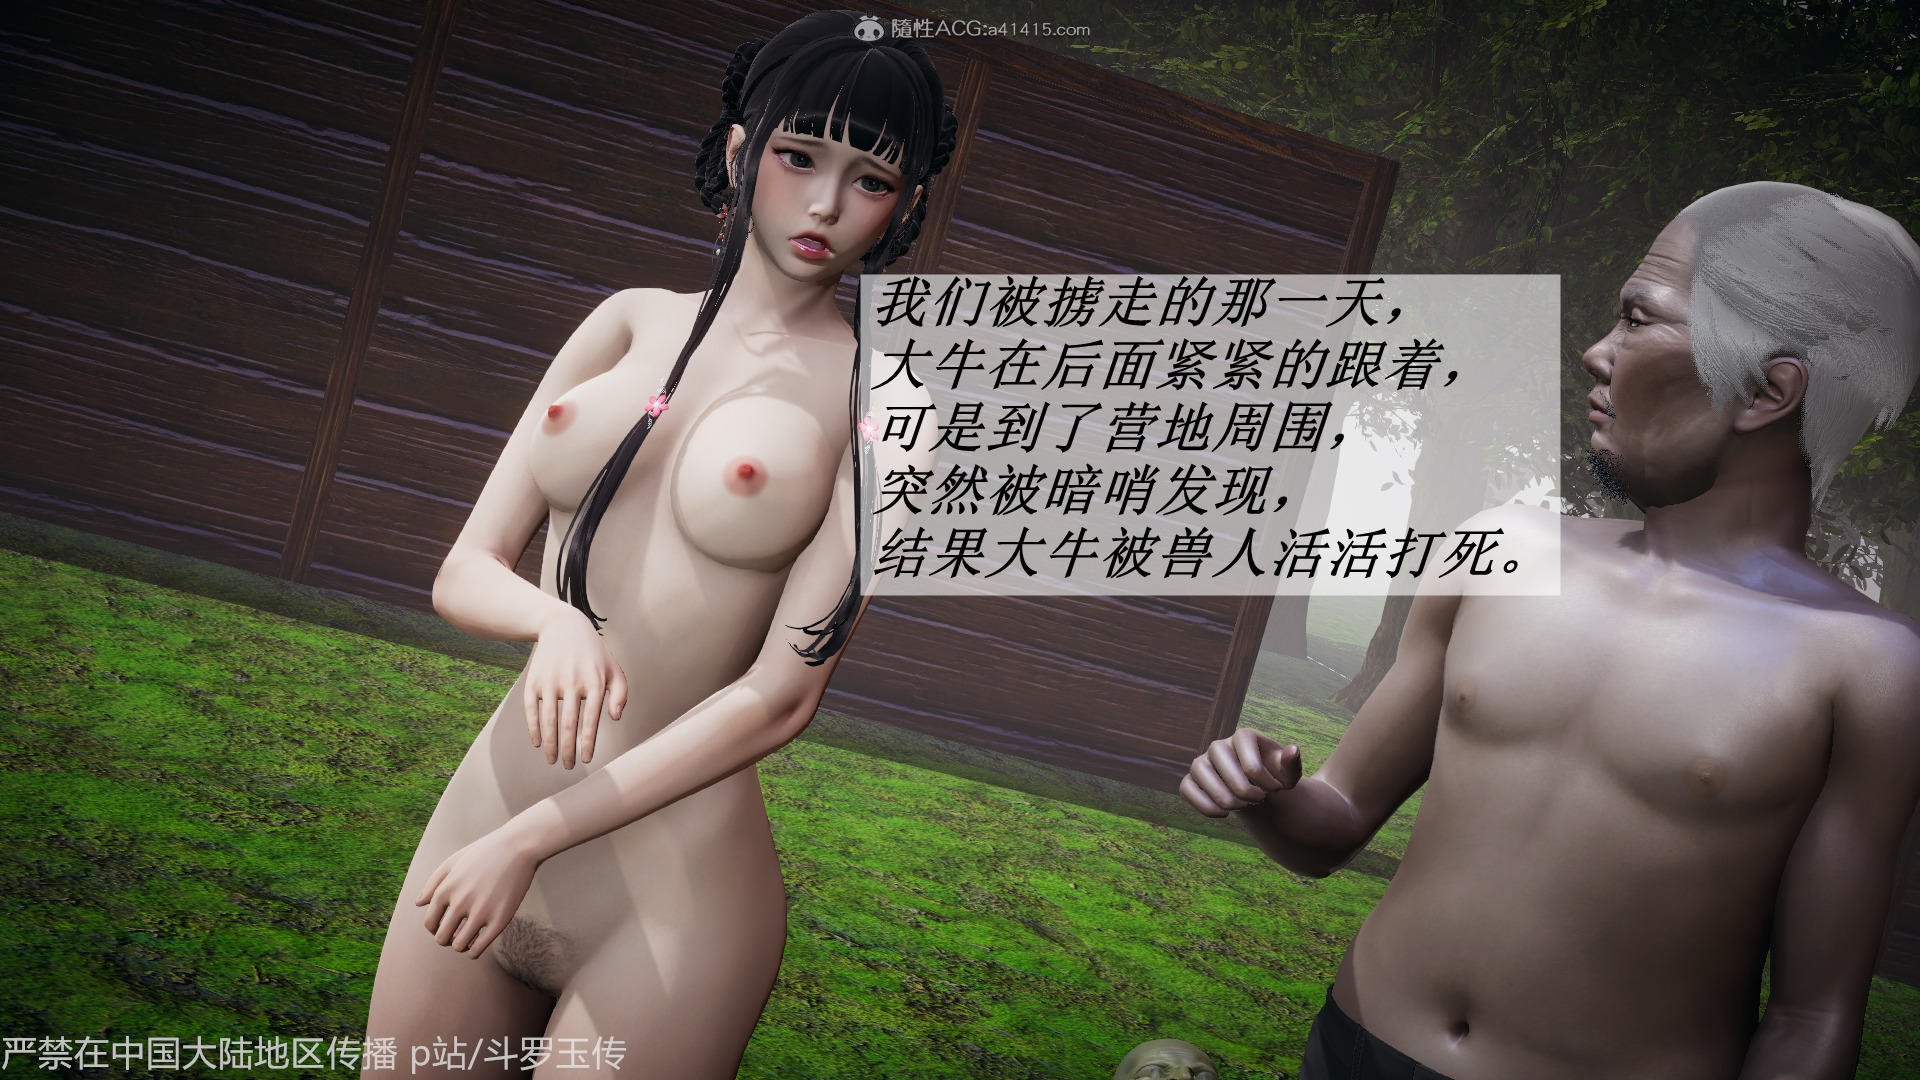 隨性ACG:a41415.com
我们被掳走的那一天，
大牛在后面紧紧的跟着，
可是到了营地周围，
突然被暗哨发现，
结果大牛被兽人活活打死。
严禁在中国大陆地区传播 p站/斗罗玉传